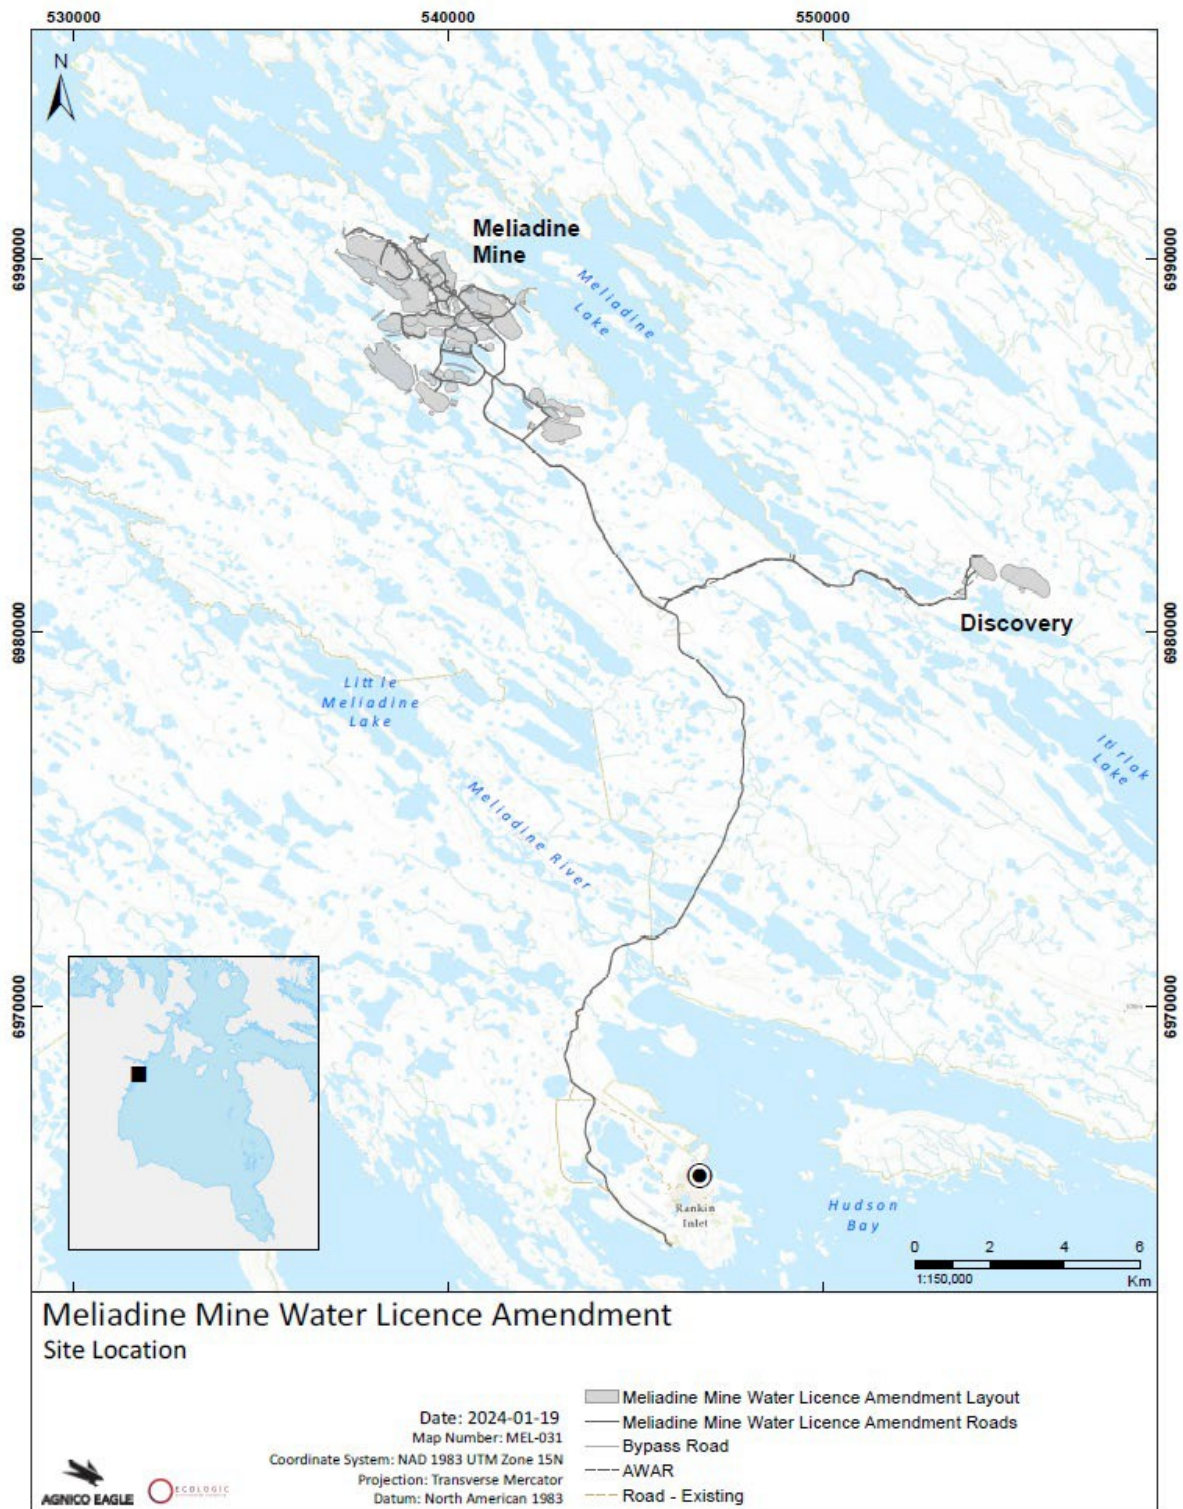 530000
540000
550000
N
Meliadine
Mine
6990000
6990000
Meliadine
Lake
Discovery
6980000
6980000
Little
Meliadine
Lake
Itirlak
Lake
Meliadine River
6970000
6970000
Rankin
Inlet
Hudson
Bay
0 2 4 6
1:150,000
Km
Meliadine Mine Water Licence Amendment
Site Location
Date: 2024-01-19
Map Number: MEL-031
Coordinate System: NAD 1983 UTM Zone 15N
Projection: Transverse Mercator
Datum: North American 1983
Meliadine Mine Water Licence Amendment Layout
Meliadine Mine Water Licence Amendment Roads
Bypass Road
AWAR
Road - Existing
AGNICO EAGLE
ECOLOGIC